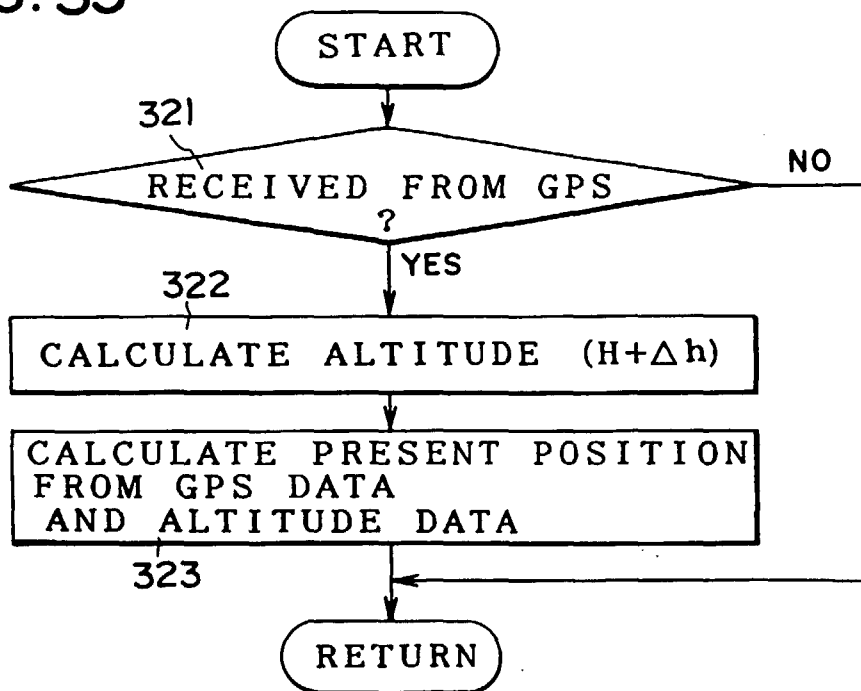 START
321
RECEIVED FROM GPS
?
NO
YES
322
CALCULATE ALTITUDE (H+△h)
CALCULATE PRESENT POSITION
FROM GPS DATA
AND ALTITUDE DATA
323
RETURN